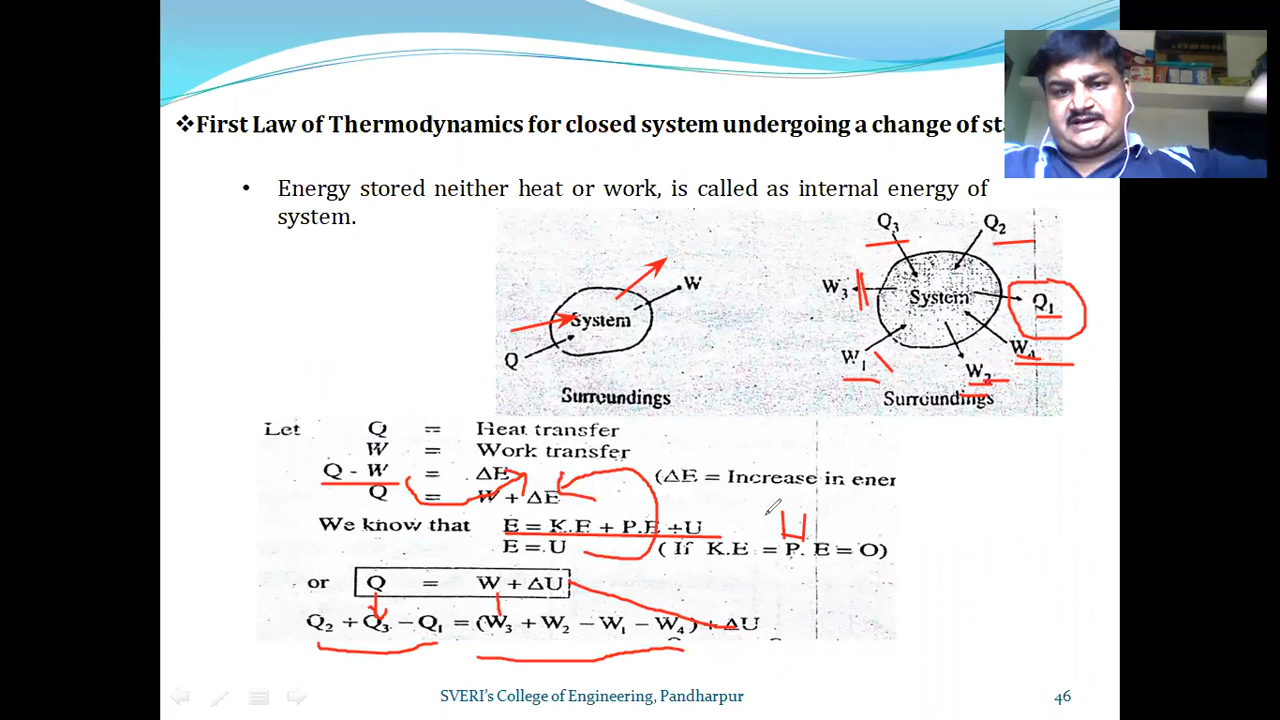 ❖First Law of Thermodynamics for closed system undergoing a change of st
• Energy stored neither heat or work, is called as internal energy of
system.
Q3 Q2
W
W3 System Q1
System
Q
W1 W4
W2
Surroundings Surroundings
Let Q = Heat transfer
W = Work transfer
Q - W = ΔE (ΔE = Increase in ener
Q = W + ΔE
We know that E = K.E + P.E + U U
E = U ( If K.E = P. E = O)
or Q = W + ΔU
Q2 + Q3 - Q1 = (W3 + W2 - W1 - W4) + ΔU
SVERI's College of Engineering, Pandharpur 46